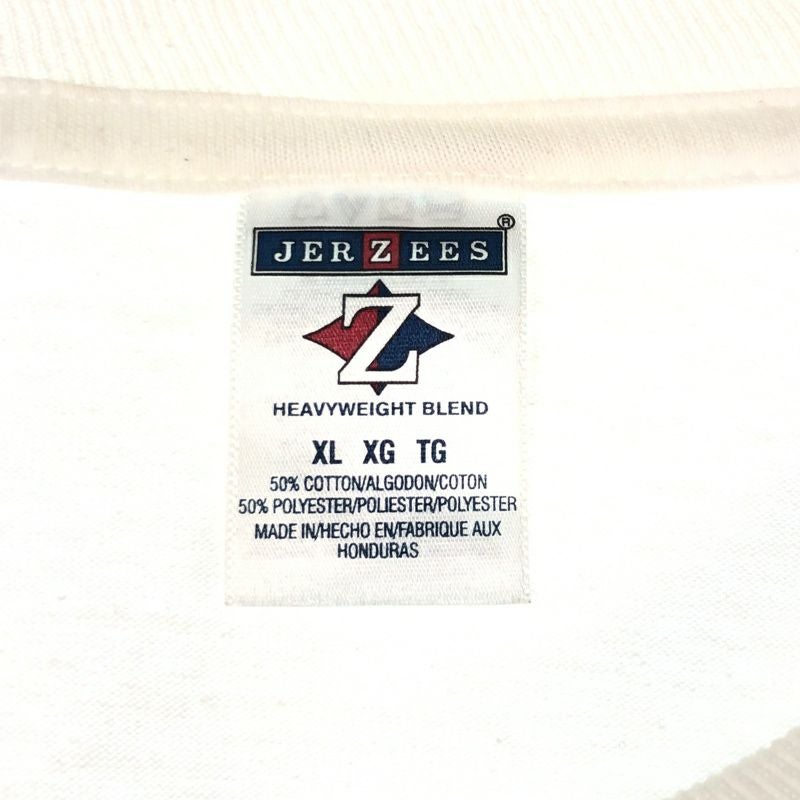 JERZEES®
Z
HEAVYWEIGHT BLEND
XL XG TG
50% COTTON/ALGODON/COTON
50% POLYESTER/POLIESTER/POLYESTER
MADE IN/HECHO EN/FABRIQUE AUX
HONDURAS